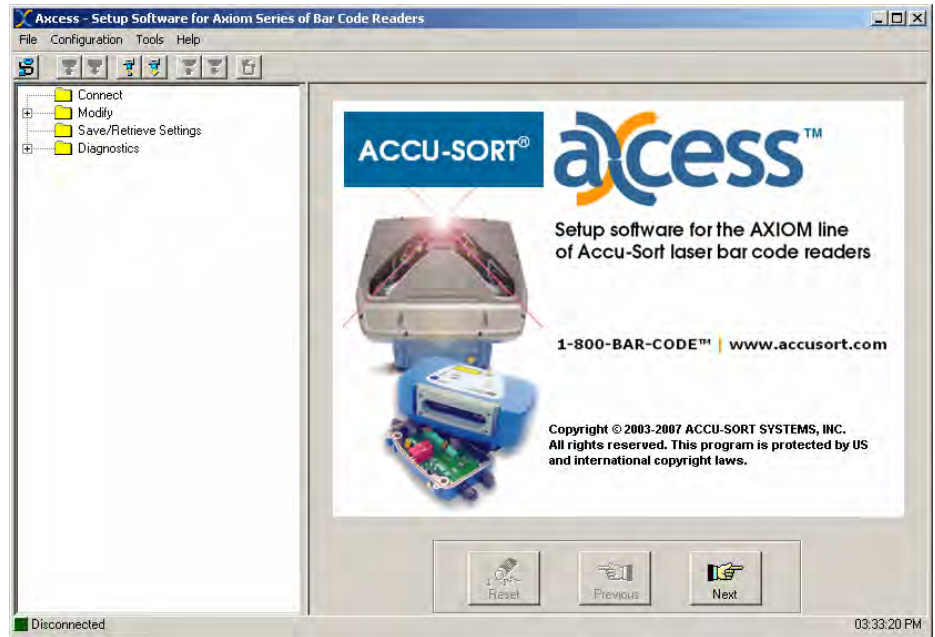 Axcess - Setup Software for Axiom Series of Bar Code Readers
File Configuration Tools Help
Connect
Modify
Save/Retrieve Settings
Diagnostics
ACCU-SORT®
axcess™
Setup software for the AXIOM line
of Accu-Sort laser bar code readers
1-800-BAR-CODE™ | www.accusort.com
Copyright © 2003-2007 ACCU-SORT SYSTEMS, INC.
All rights reserved. This program is protected by US
and international copyright laws.
Reset Previous Next
Disconnected 03:33:20 PM